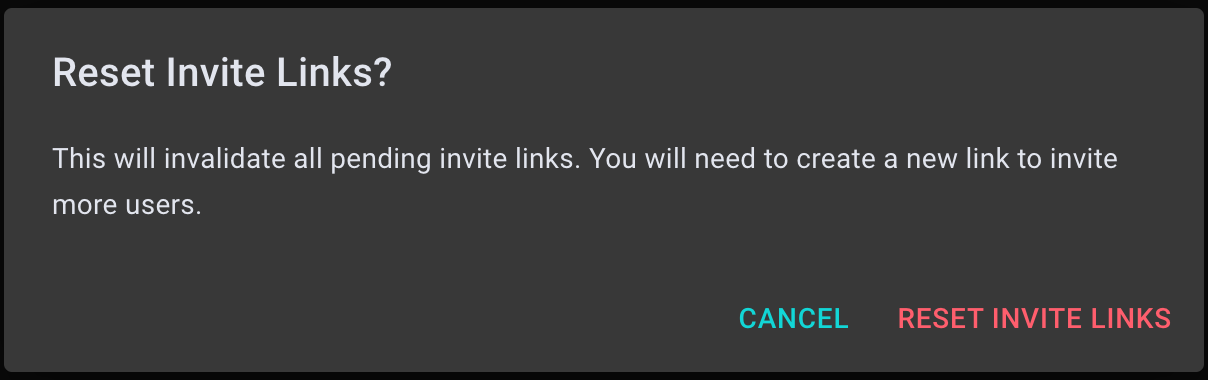 Reset Invite Links?
This will invalidate all pending invite links. You will need to create a new link to invite
more users.
CANCEL RESET INVITE LINKS